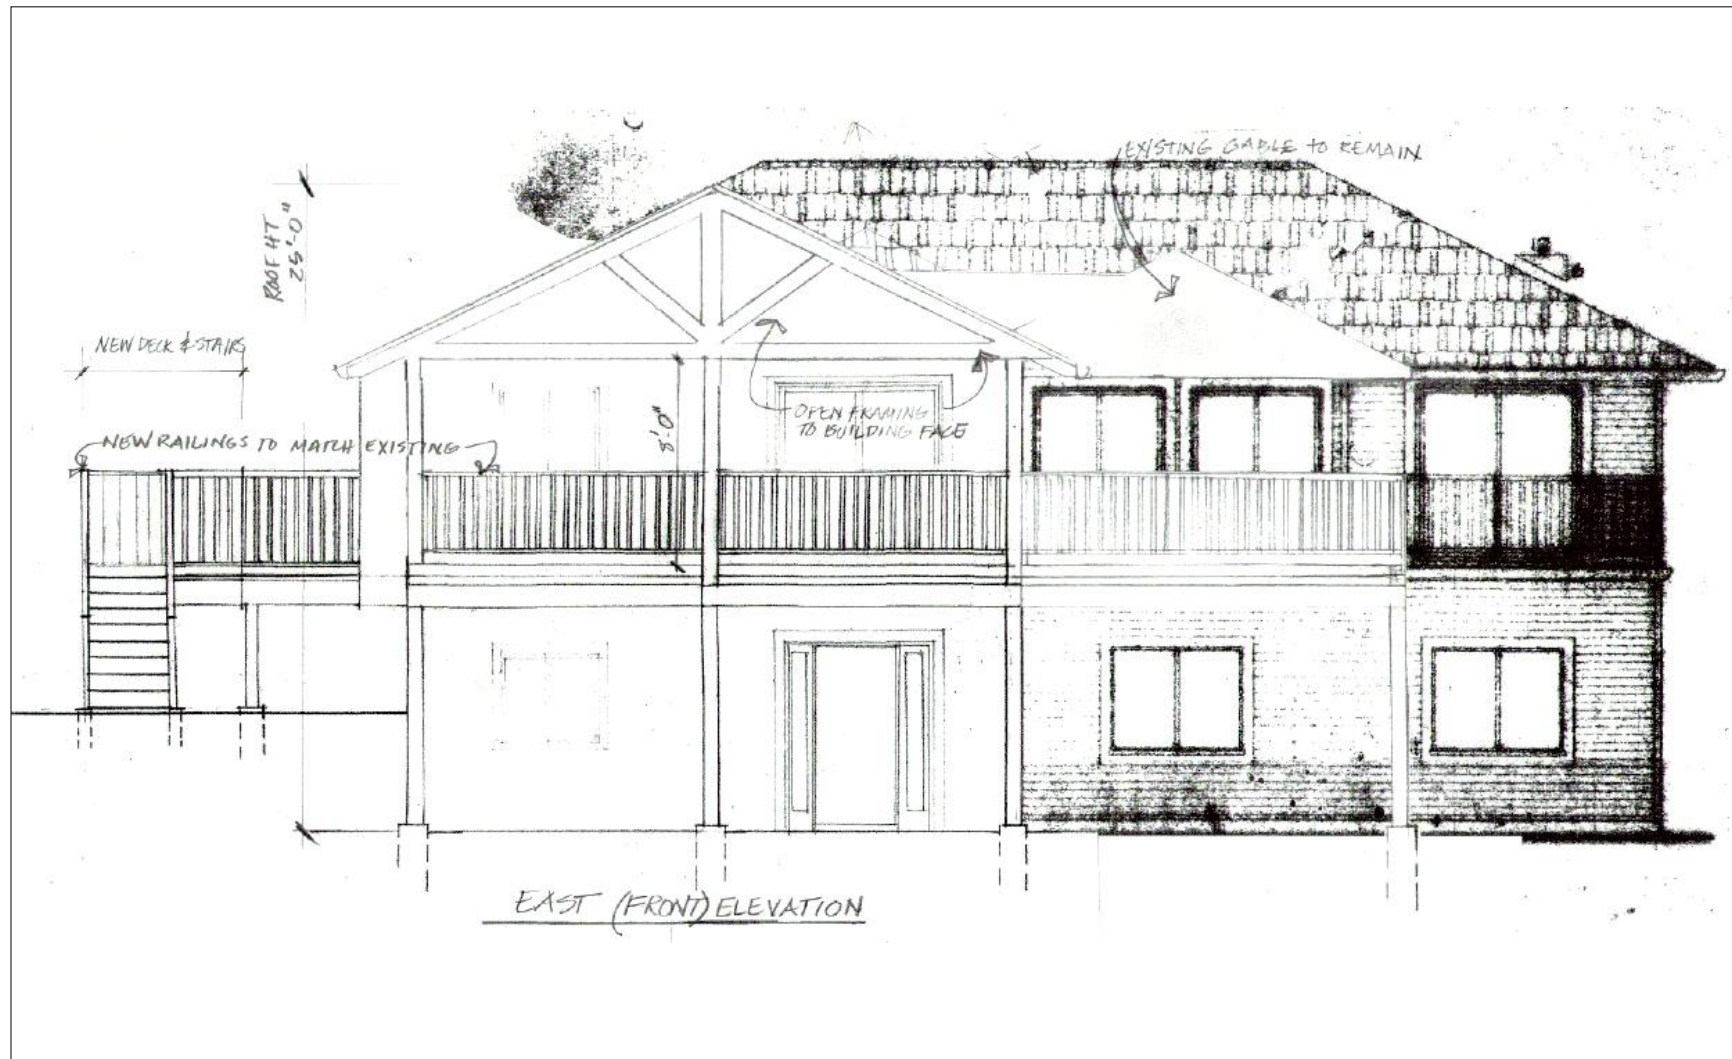 EXISTING GABLE TO REMAIN
ROOF HT
25'-0"
NEW DECK & STAIRS
NEW RAILINGS TO MATCH EXISTING
8'-0"
OPEN FRAMING
TO BUILDING FACE
EAST (FRONT) ELEVATION